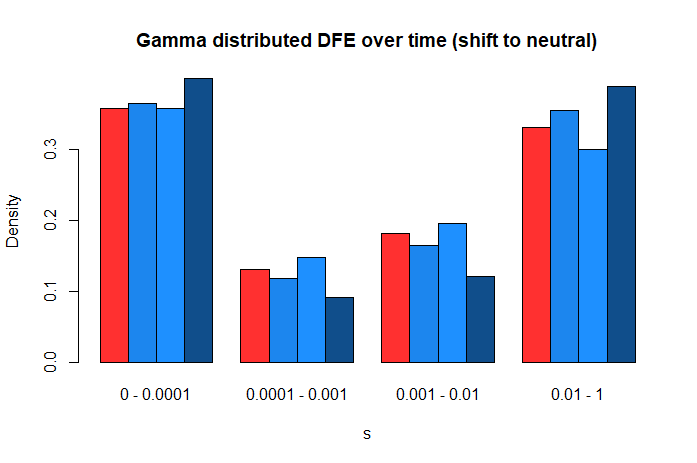 Gamma distributed DFE over time (shift to neutral)
Density
0.3
0.2
0.1
0.0
0 - 0.0001
0.0001 - 0.001
0.001 - 0.01
0.01 - 1
s